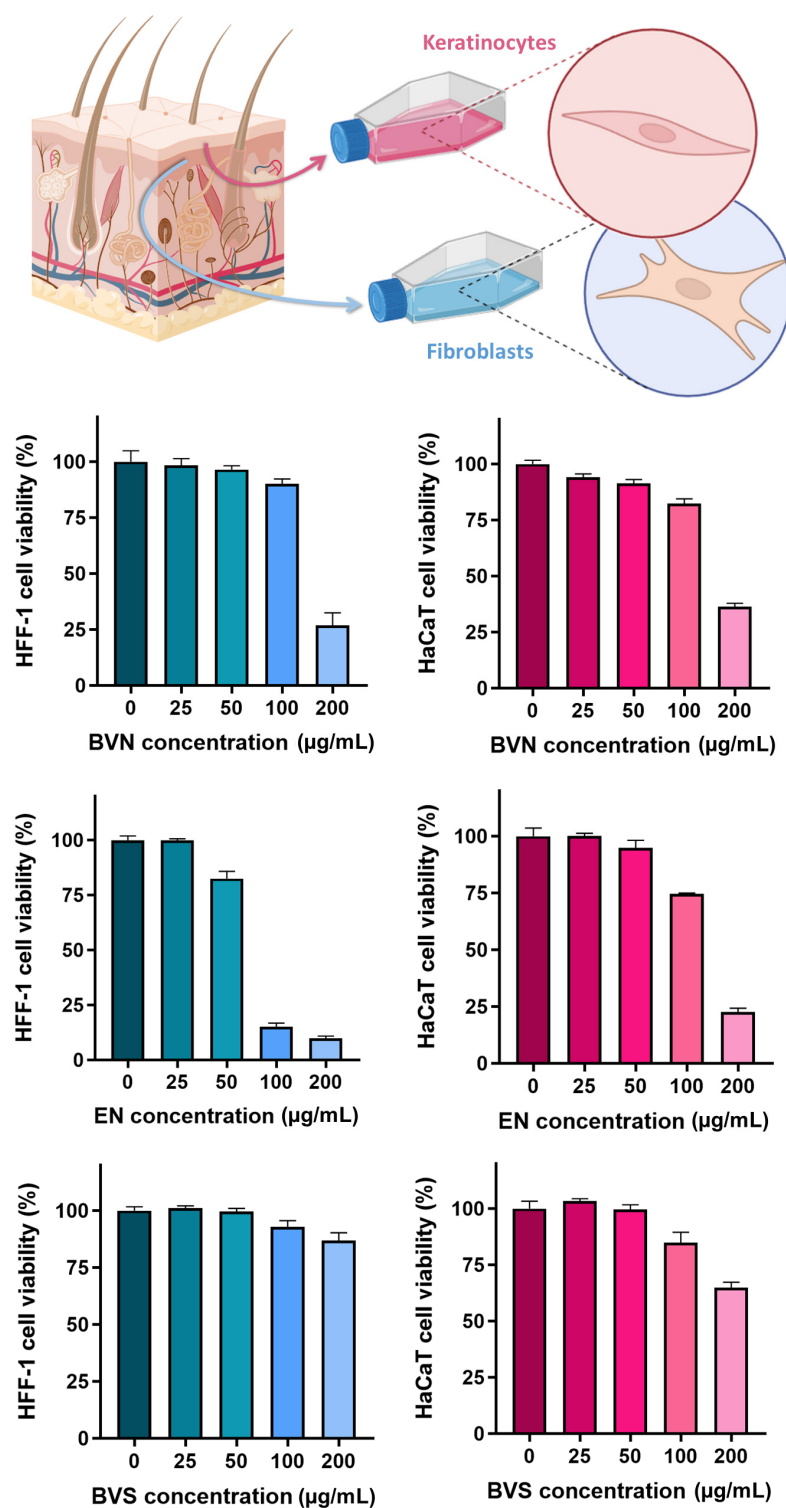 Keratinocytes
Fibroblasts
HFF-1 cell viability (%)
100
75
50
25
0
0 25 50 100 200
BVN concentration (µg/mL)
HaCaT cell viability (%)
100
75
50
25
0
0 25 50 100 200
BVN concentration (µg/mL)
HFF-1 cell viability (%)
100
75
50
25
0
0 25 50 100 200
EN concentration (µg/mL)
HaCaT cell viability (%)
100
75
50
25
0
0 25 50 100 200
EN concentration (µg/mL)
HFF-1 cell viability (%)
100
75
50
25
0
0 25 50 100 200
BVS concentration (µg/mL)
HaCaT cell viability (%)
100
75
50
25
0
0 25 50 100 200
BVS concentration (µg/mL)